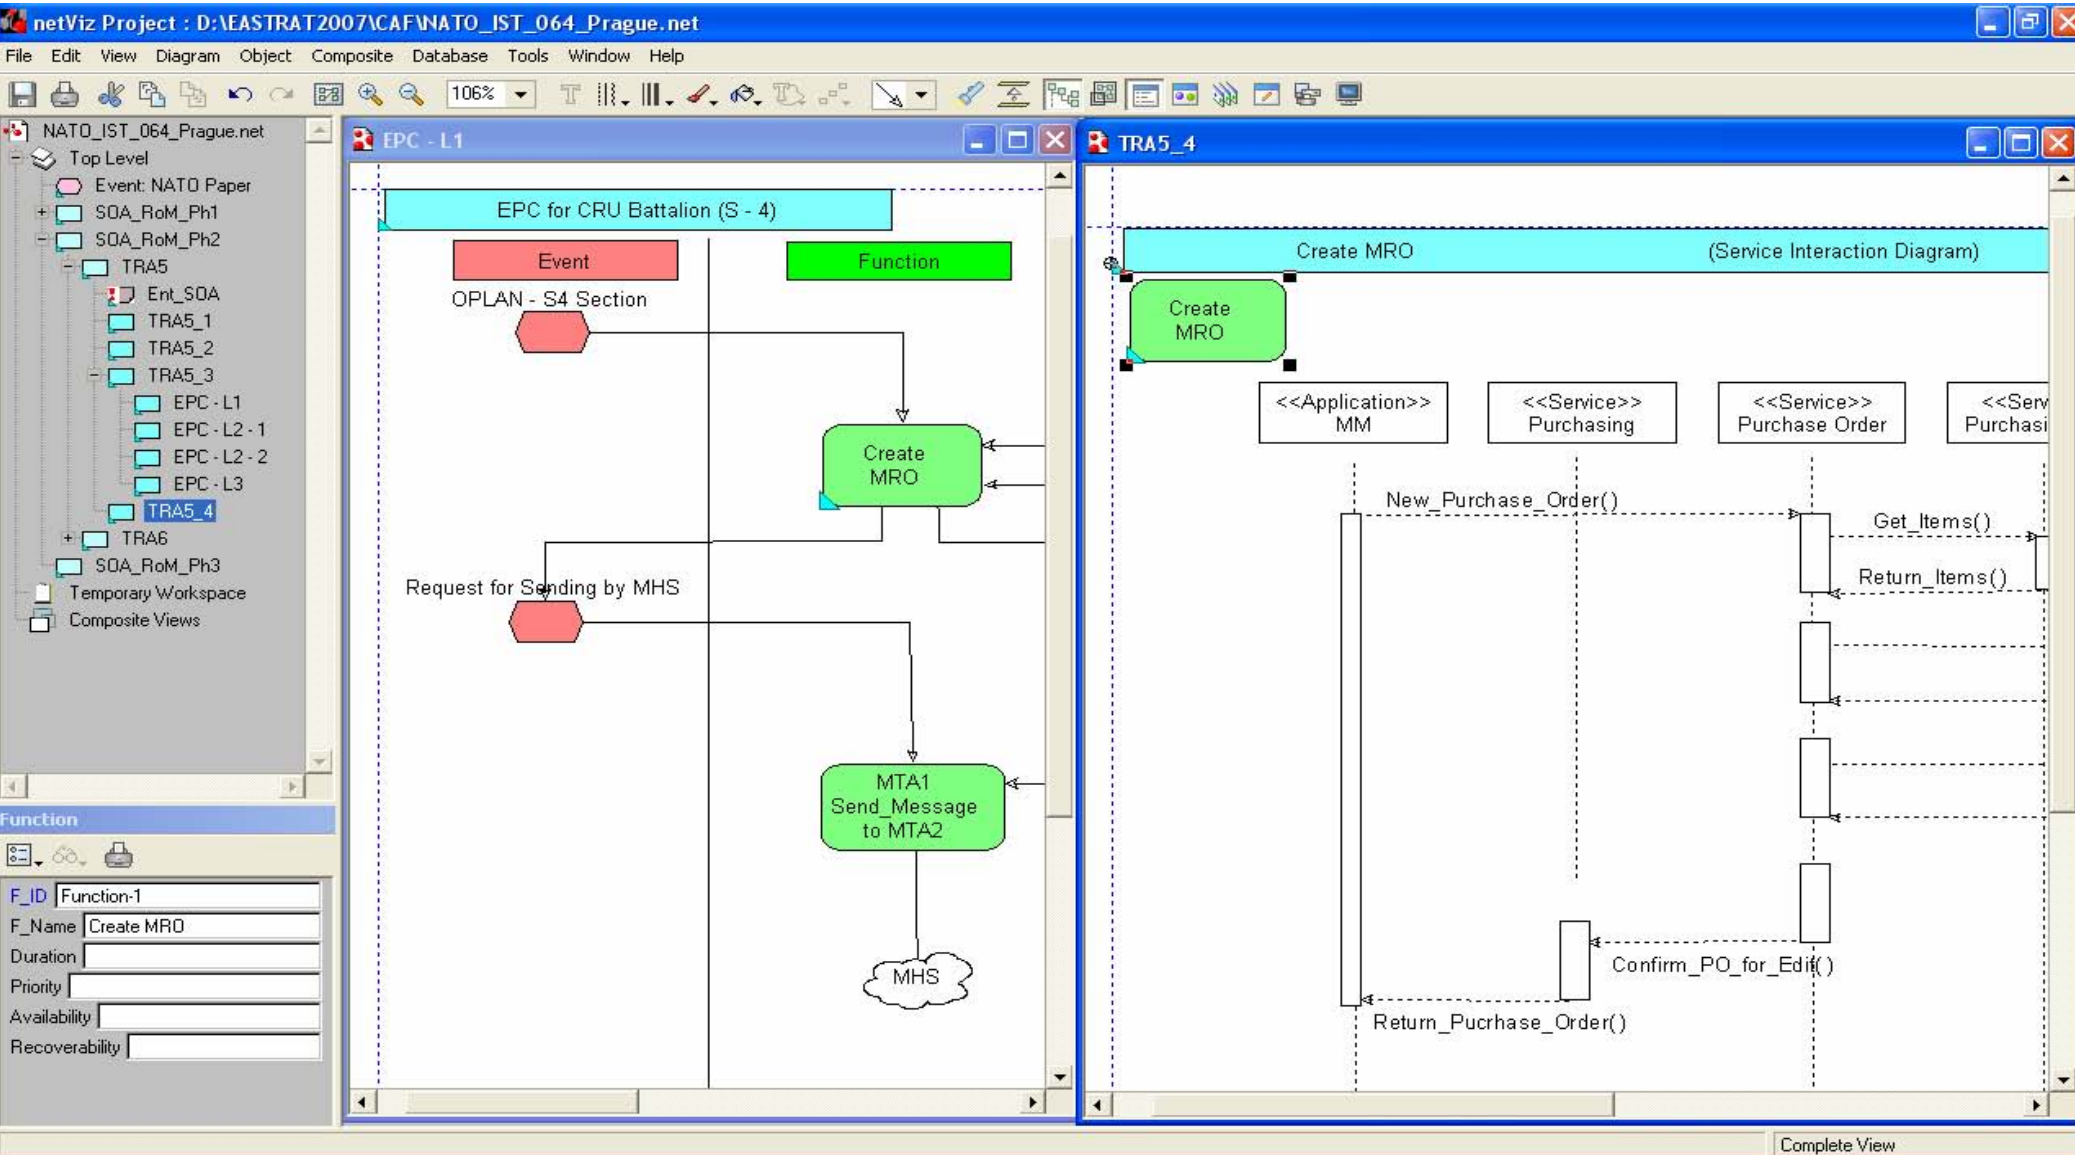 netViz Project : D:\EASTRAT2007\CAF\NATO_IST_064_Prague.net
File Edit View Diagram Object Composite Database Tools Window Help
106%
NATO_IST_064_Prague.net
Top Level
Event: NATO Paper
SOA_RoM_Ph1
SOA_RoM_Ph2
TRA5
Ent_SOA
TRA5_1
TRA5_2
TRA5_3
EPC - L1
EPC - L2 - 1
EPC - L2 - 2
EPC - L3
TRA5_4
TRA6
SOA_RoM_Ph3
Temporary Workspace
Composite Views
Function
F_ID Function-1
F_Name Create MRO
Duration
Priority
Availability
Recoverability
EPC - L1
EPC for CRU Battalion (S - 4)
Event Function
OPLAN - S4 Section
Create
MRO
Request for Sending by MHS
MTA1
Send_Message
to MTA2
MHS
TRA5_4
Create MRO (Service Interaction Diagram)
Create
MRO
<<Application>>
MM
<<Service>>
Purchasing
<<Service>>
Purchase Order
<<Serv
Purchasi
New_Purchase_Order()
Get_Items()
Return_Items()
Confirm_PO_for_Edit()
Return_Pucrhase_Order()
Complete View